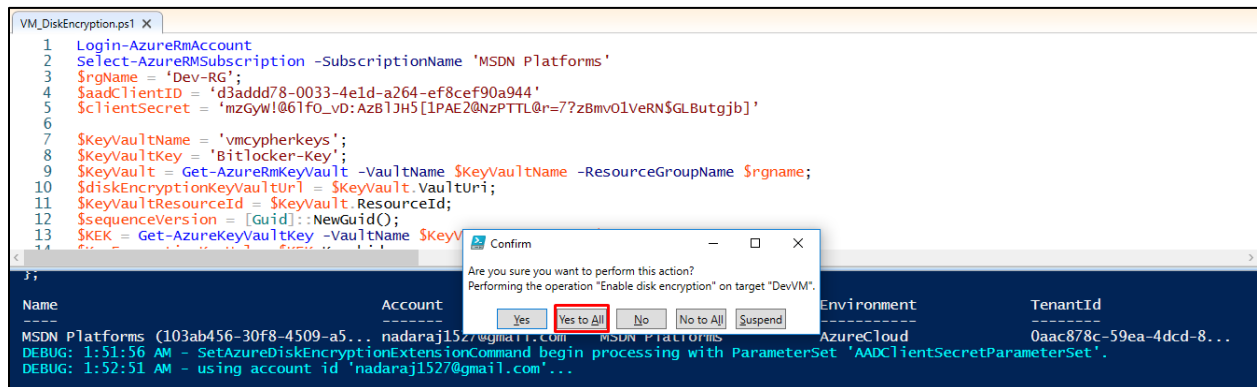 VM_DiskEncryption.ps1 X
1 Login-AzureRmAccount
2 Select-AzureRMSubscription -SubscriptionName 'MSDN Platforms'
3 $rgName = ‘Dev-RG’;
4 $aadClientID = ‘d3addd78-0033-4e1d-a264-ef8cef90a944’
5 $clientSecret = ‘mzGyW!@6lfO_vD:AzBlJH5[1PAE2@NzPTTL@r=7?zBmvO1VeRN$GLButgjb]’
6
7 $KeyVaultName = ‘vmcypherkeys’;
8 $KeyVaultKey = ‘Bitlocker-Key’;
9 $KeyVault = Get-AzureRmKeyVault -VaultName $KeyVaultName -ResourceGroupName $rgname;
10 $diskEncryptionKeyVaultUrl = $KeyVault.VaultUri;
11 $KeyVaultResourceId = $KeyVault.ResourceId;
12 $sequenceVersion = [Guid]::NewGuid();
13 $KEK = Get-AzureKeyVaultKey -VaultName $KeyV
Confirm
Are you sure you want to perform this action?
Performing the operation "Enable disk encryption" on target "DevVM".
Yes Yes to All No No to All Suspend
};
Name Account Environment TenantId
---- ------- ----------- --------
MSDN Platforms (103ab456-30f8-4509-a5... nadaraj1527@gmail.com MSDN Platforms AzureCloud 0aac878c-59ea-4dcd-8...
DEBUG: 1:51:56 AM - SetAzureDiskEncryptionExtensionCommand begin processing with ParameterSet 'AADClientSecretParameterSet'.
DEBUG: 1:52:51 AM - using account id 'nadaraj1527@gmail.com'...